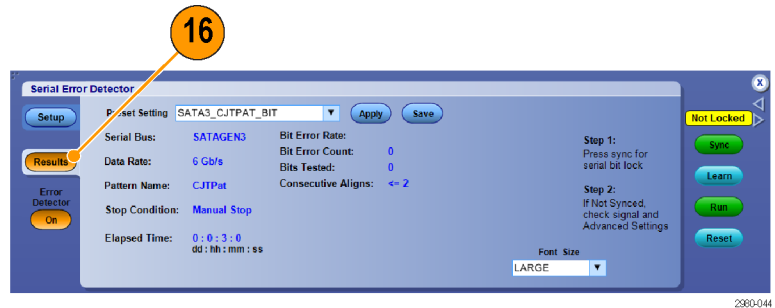 16
Serial Error Detector
X
Setup
Preset Setting SATA3_CJTPAT_BIT Apply Save
Not Locked
Serial Bus: SATAGEN3 Bit Error Rate:
Bit Error Count: 0
Step 1:
Sync
Results
Data Rate: 6 Gb/s
Bits Tested: 0
Press sync for
serial bit lock
Pattern Name: CJTPat Consecutive Aligns: <= 2
Learn
Error
Detector
Step 2:
On
Stop Condition: Manual Stop
If Not Synced,
check signal and
Advanced Settings
Run
Elapsed Time: 0 : 0 : 3 : 0
dd : hh : mm : ss
Reset
Font Size
LARGE
2980-044